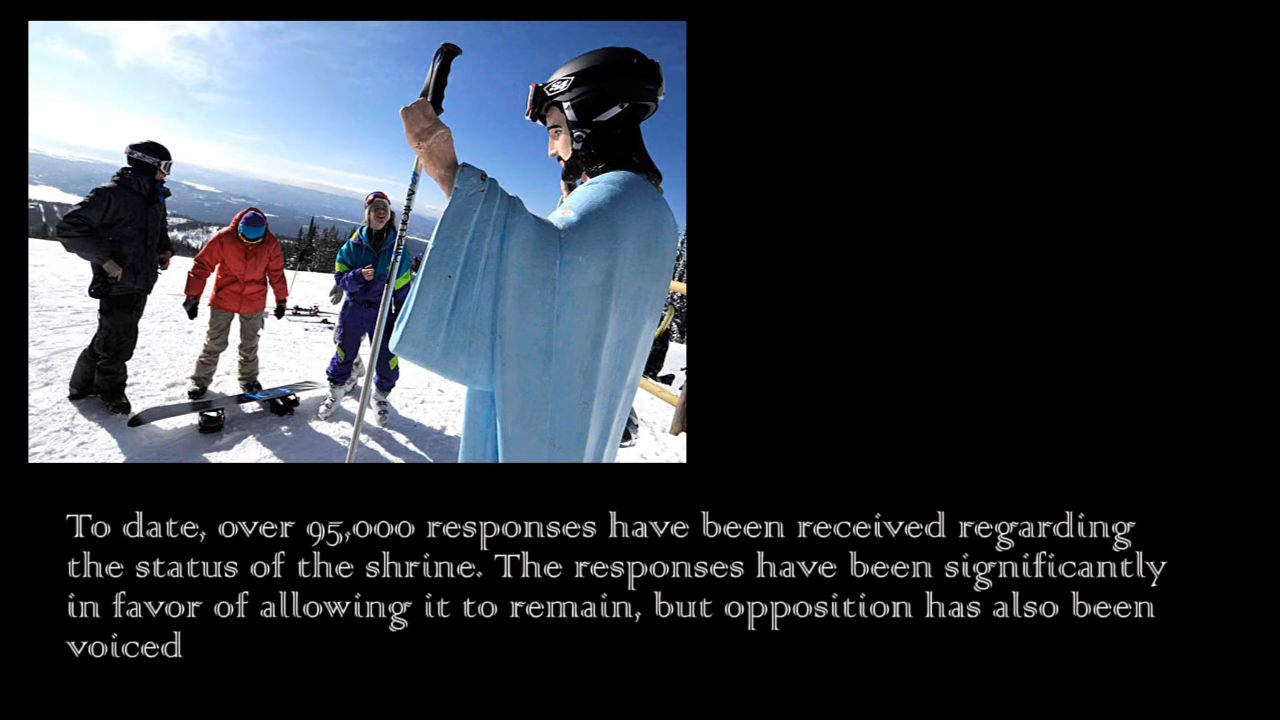 To date, over 95,000 responses have been received regarding
the status of the shrine. The responses have been significantly
in favor of allowing it to remain, but opposition has also been
voiced